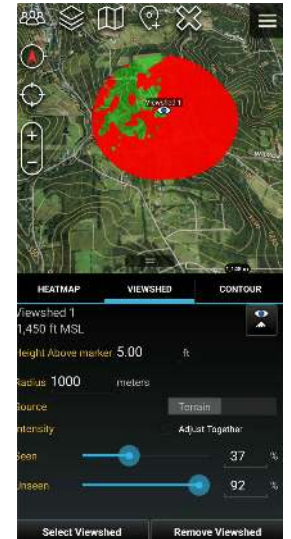 Viewshed 1
HEATMAP VIEWSHED CONTOUR
Viewshed 1
1,450 ft MSL
Height Above marker 5.00 ft
Radius 1000 meters
Source Terrain
Intensity Adjust Together
Seen 37 %
Unseen 92 %
Select Viewshed Remove Viewshed